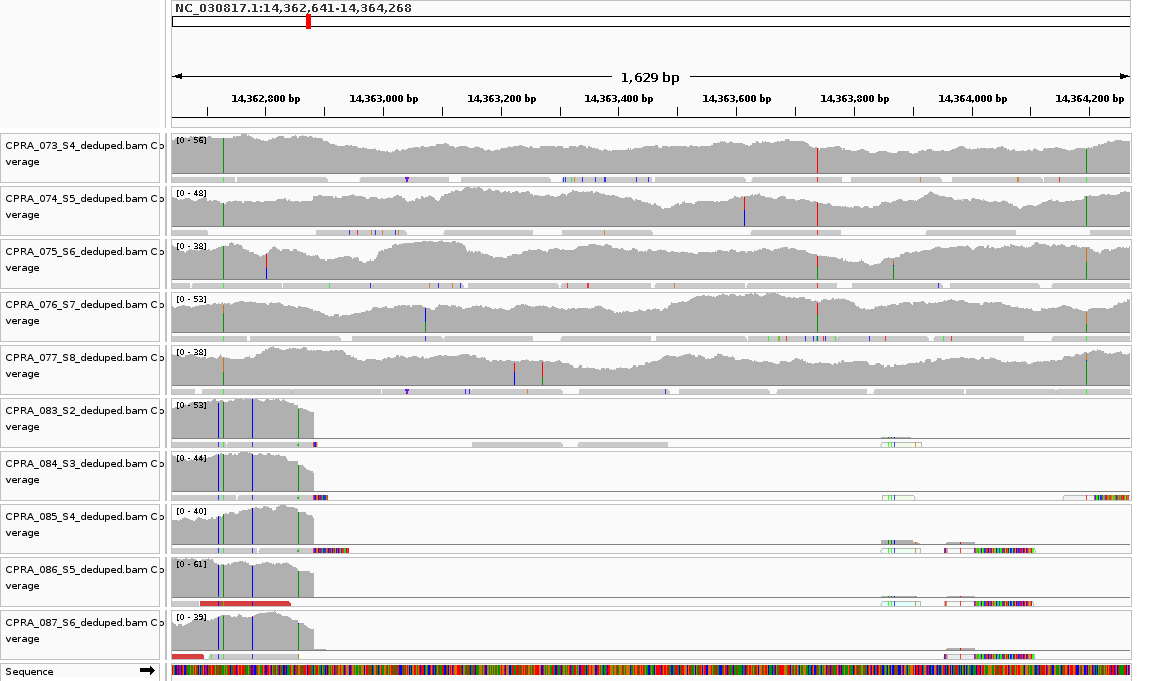 NC_030817.1:14,362,641-14,364,268
1,629 bp
14,362,800 bp 14,363,000 bp 14,363,200 bp 14,363,400 bp 14,363,600 bp 14,363,800 bp 14,364,000 bp 14,364,200 bp
CPRA_073_S4_deduped.bam Co
verage
[0 - 56]
CPRA_074_S5_deduped.bam Co
verage
[0 - 48]
CPRA_075_S6_deduped.bam Co
verage
[0 - 38]
CPRA_076_S7_deduped.bam Co
verage
[0 - 53]
CPRA_077_S8_deduped.bam Co
verage
[0 - 38]
CPRA_083_S2_deduped.bam Co
verage
[0 - 53]
CPRA_084_S3_deduped.bam Co
verage
[0 - 44]
CPRA_085_S4_deduped.bam Co
verage
[0 - 40]
CPRA_086_S5_deduped.bam Co
verage
[0 - 61]
CPRA_087_S6_deduped.bam Co
verage
[0 - 39]
Sequence